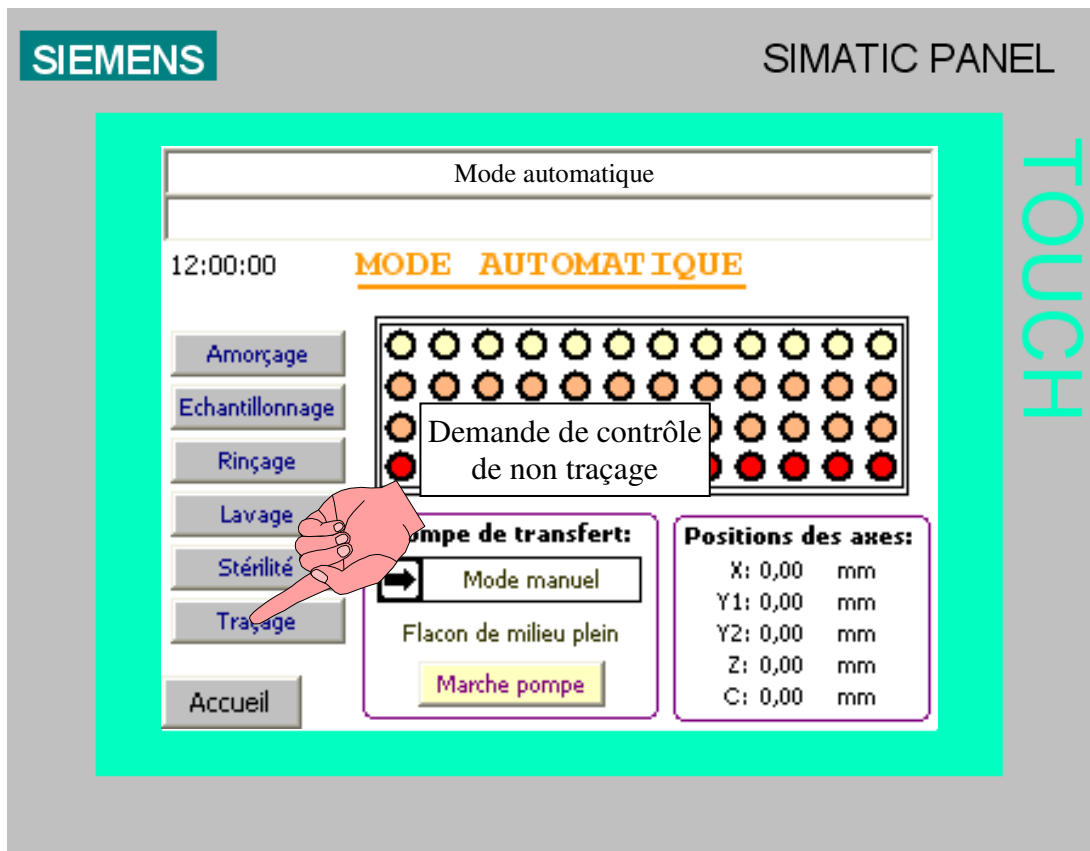 SIEMENS
SIMATIC PANEL
TOUCH
Mode automatique
12:00:00
MODE AUTOMATIQUE
Amorçage
Echantillonnage
Rinçage
Lavage
Stérilité
Traçage
Accueil
Demande de contrôle
de non traçage
ompe de transfert:
Mode manuel
Flacon de milieu plein
Marche pompe
Positions des axes:
X: 0,00 mm
Y1: 0,00 mm
Y2: 0,00 mm
Z: 0,00 mm
C: 0,00 mm